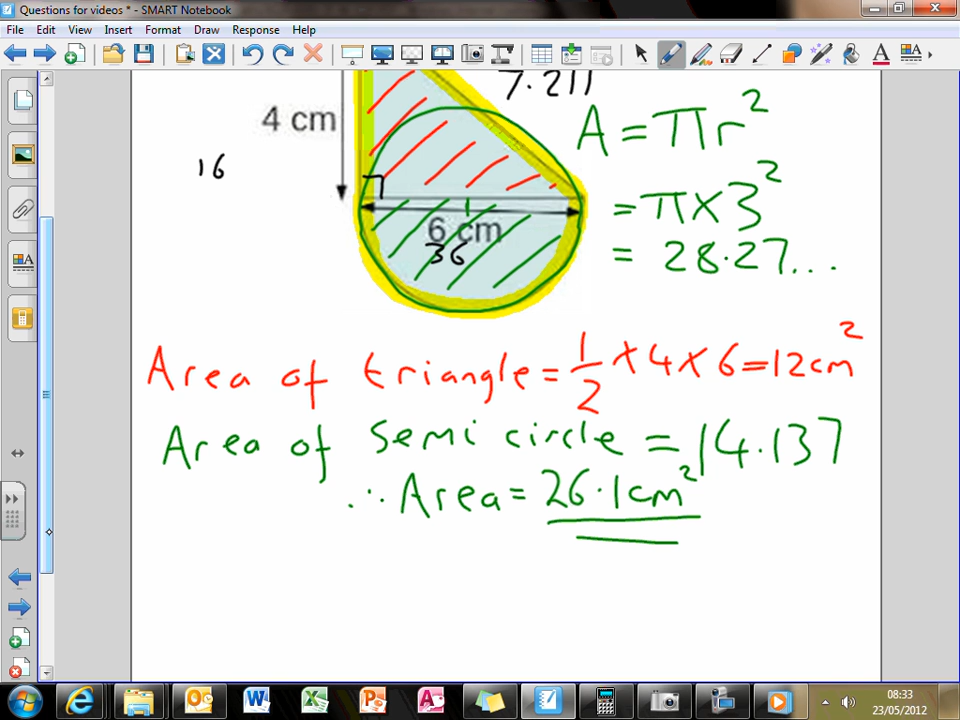 Questions for videos * - SMART Notebook
File Edit View Insert Format Draw Response Help
7.211
4 cm
A = πr²
16
= π × 3²
6 cm
36
= 28.27...
Area of triangle = 1/2 × 4 × 6 = 12cm²
Area of semi circle = 14.137
∴ Area = 26.1cm²
08:33
23/05/2012